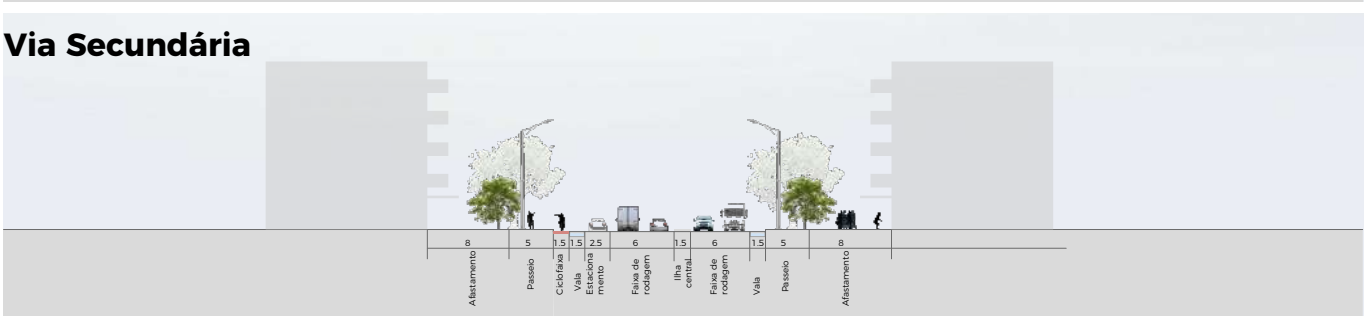 Via Secundária
8 5 1.5 1.5 2.5 6 1.5 6 1.5 5 8
Afastamento
Passeio
Ciclofaixa
Vala
Estaciona
mento
Faixa de
rodagem
Ilha
central
Faixa de
rodagem
Vala
Passeio
Afastamento